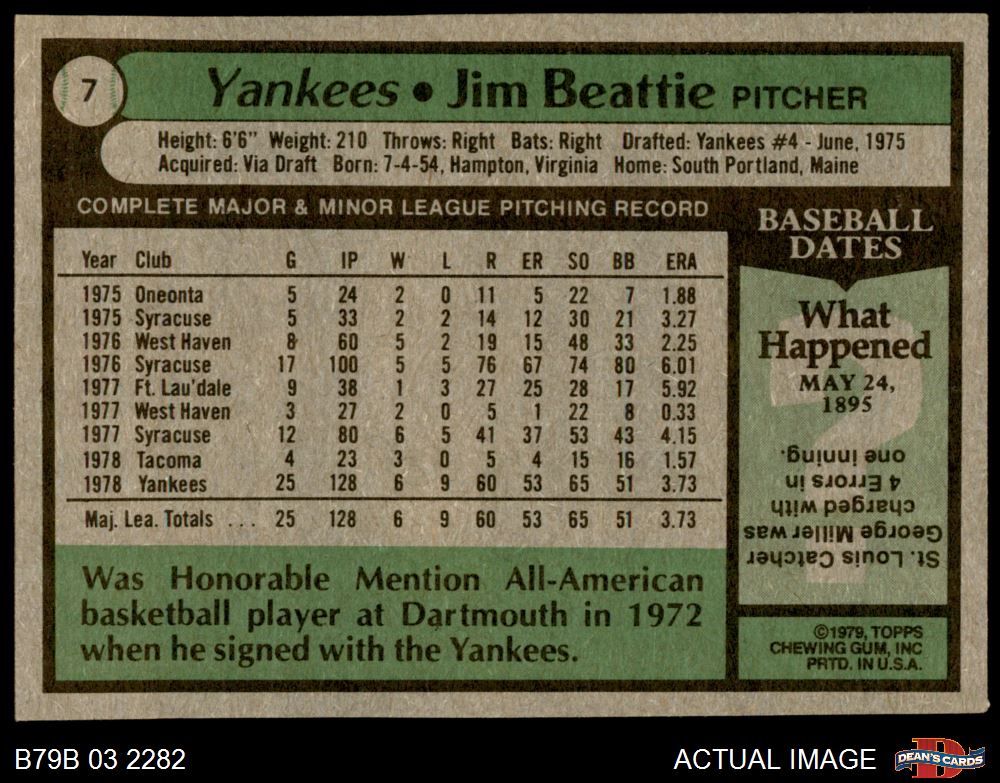 7
Yankees • Jim Beattie PITCHER
Height: 6'6" Weight: 210 Throws: Right Bats: Right Drafted: Yankees #4 - June, 1975
Acquired: Via Draft Born: 7-4-54, Hampton, Virginia Home: South Portland, Maine
COMPLETE MAJOR & MINOR LEAGUE PITCHING RECORD
Year Club G IP W L R ER SO BB ERA
1975 Oneonta 5 24 2 0 11 5 22 7 1.88
1975 Syracuse 5 33 2 2 14 12 30 21 3.27
1976 West Haven 8 60 5 2 19 15 48 33 2.25
1976 Syracuse 17 100 5 5 76 67 74 80 6.01
1977 Ft. Lau'dale 9 38 1 3 27 25 28 17 5.92
1977 West Haven 3 27 2 0 5 1 22 8 0.33
1977 Syracuse 12 80 6 5 41 37 53 43 4.15
1978 Tacoma 4 23 3 0 5 4 15 16 1.57
1978 Yankees 25 128 6 9 60 53 65 51 3.73
Maj. Lea. Totals ... 25 128 6 9 60 53 65 51 3.73
Was Honorable Mention All-American
basketball player at Dartmouth in 1972
when he signed with the Yankees.
BASEBALL
DATES
What
Happened
MAY 24,
1895
St. Louis Catcher
George Miller was
charged with
4 Errors in
one inning.
©1979, TOPPS
CHEWING GUM, INC
PRTD. IN U.S.A.
B79B 03 2282
ACTUAL IMAGE
DEAN'S CARDS